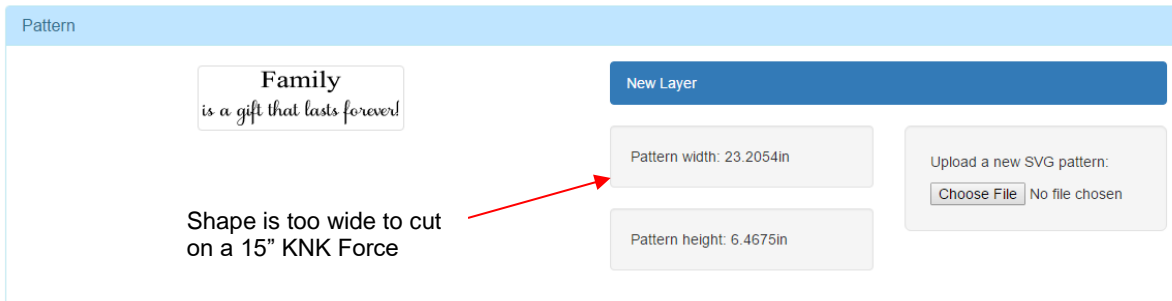 Pattern
Family
is a gift that lasts forever!
New Layer
Pattern width: 23.2054in
Upload a new SVG pattern:
Choose File No file chosen
Shape is too wide to cut
on a 15” KNK Force
Pattern height: 6.4675in